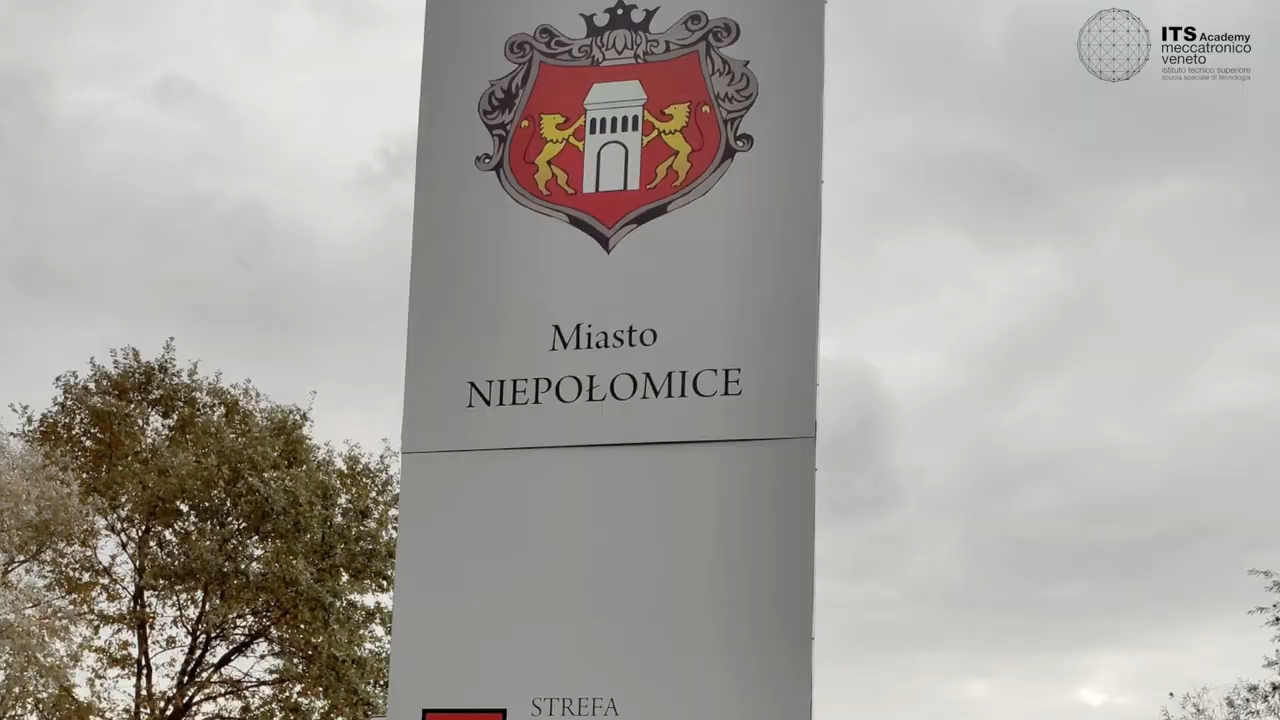 ITS Academy
meccatronico
veneto
istituto tecnico superiore
scuola speciale di tecnologia
Miasto
NIEPOŁOMICE
STREFA